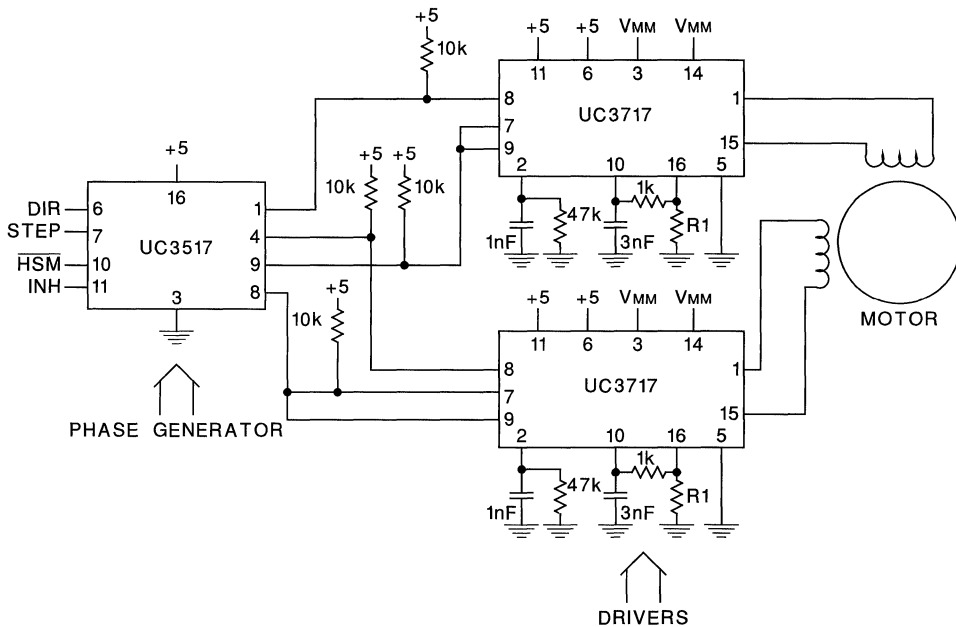 +5
10k
+5 +5 VMM VMM
11 6 3 14
8 UC3717 1
7
9 15
2 10 16 5
1k
47k R1
1nF 3nF
+5
16
DIR 6
STEP 7
HSM 10
INH 11
UC3517
1
4
9
8
3
+5 +5
10k 10k
+5
10k
PHASE GENERATOR
MOTOR
+5 +5 VMM VMM
11 6 3 14
8 UC3717 1
7
9 15
2 10 16 5
1k
47k R1
1nF 3nF
DRIVERS